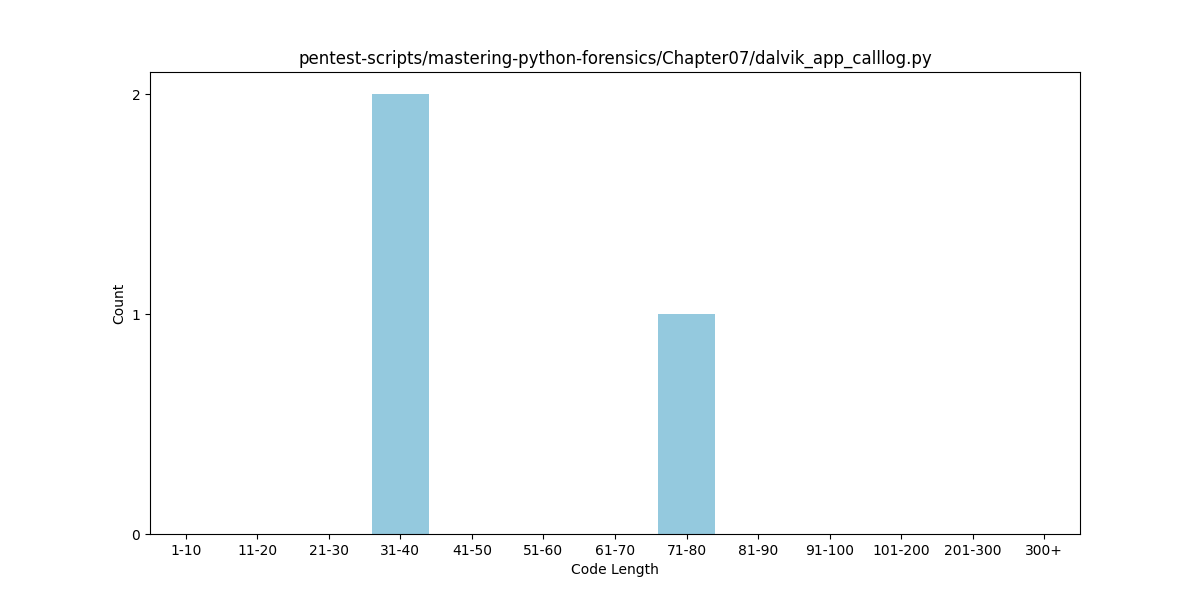 pentest-scripts/mastering-python-forensics/Chapter07/dalvik_app_calllog.py
2
1
0
Count
1-10 11-20 21-30 31-40 41-50 51-60 61-70 71-80 81-90 91-100 101-200 201-300 300+
Code Length